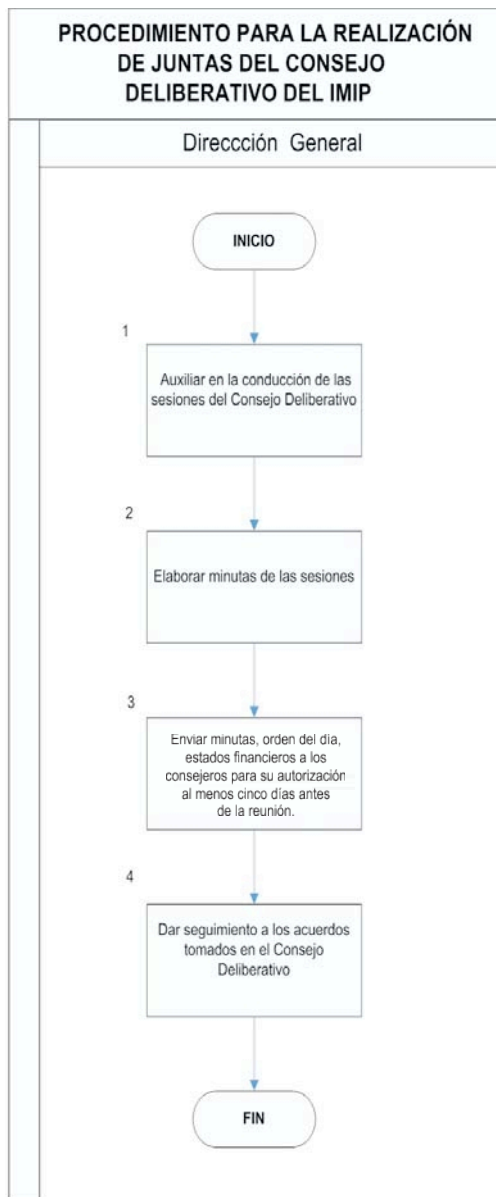 PROCEDIMIENTO PARA LA REALIZACIÓN
DE JUNTAS DEL CONSEJO
DELIBERATIVO DEL IMIP
Direccción General
INICIO
1
Auxiliar en la conducción de las
sesiones del Consejo Deliberativo
2
Elaborar minutas de las sesiones
3
Enviar minutas, orden del día,
estados financieros a los
consejeros para su autorización
al menos cinco días antes
de la reunión.
4
Dar seguimiento a los acuerdos
tomados en el Consejo
Deliberativo
FIN